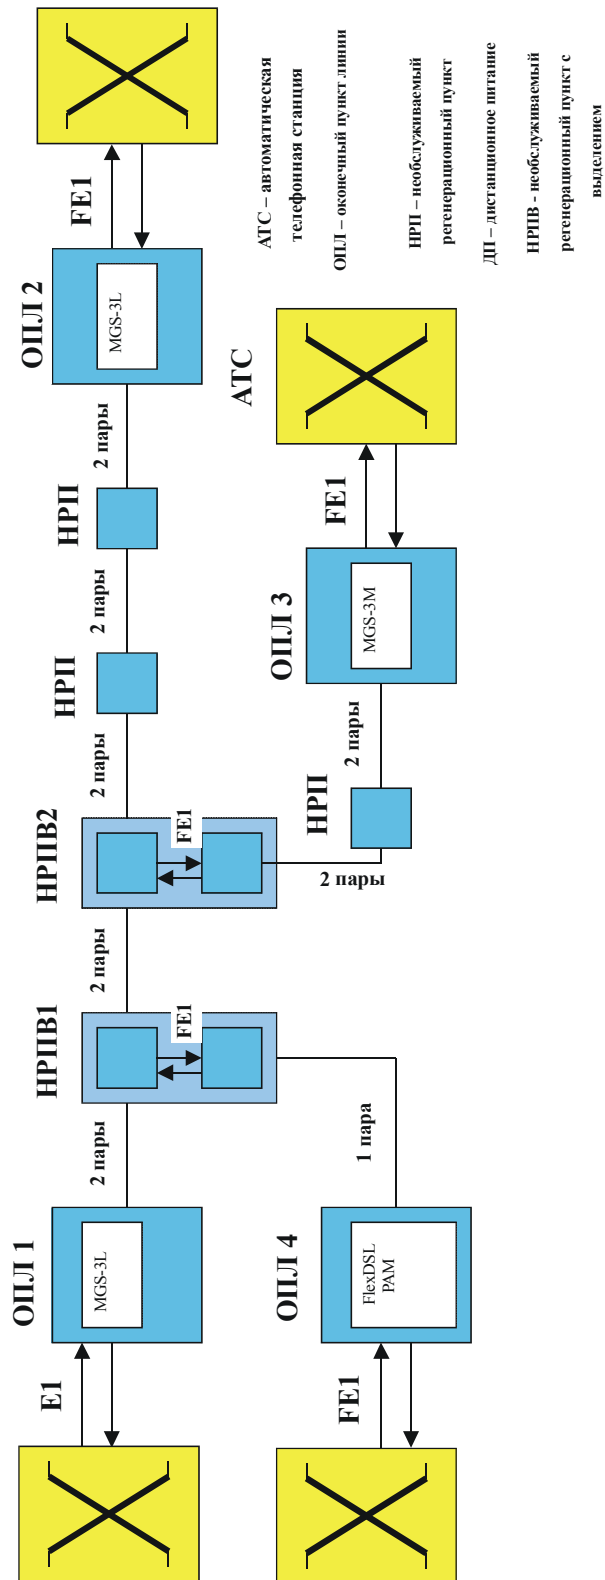 ОПЛ 1
НРПВ1
НРПВ2
НРП
НРП
ОПЛ 2
E1
2 пары
2 пары
2 пары
2 пары
2 пары
FE1
MGS-3L
MGS-3L
FE1
FE1
АТС
ОПЛ 4
ОПЛ 3
НРП
2 пары
FE1
1 пара
2 пары
FE1
FlexDSL
PAM
MGS-3M
АТС – автоматическая
телефонная станция
ОПЛ – оконечный пункт линии
НРП – необслуживаемый
регенерационный пункт
ДП – дистанционное питание
НРПВ - необслуживаемый
регенерационный пункт с
выделением